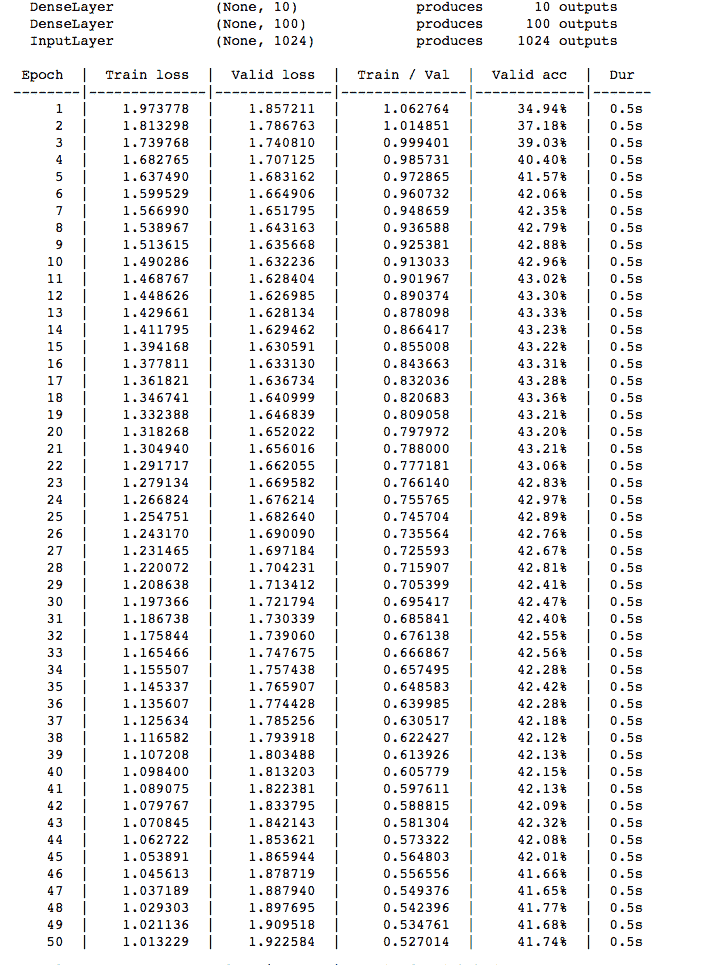 DenseLayer (None, 10) produces 10 outputs
DenseLayer (None, 100) produces 100 outputs
InputLayer (None, 1024) produces 1024 outputs
Epoch | Train loss | Valid loss | Train / Val | Valid acc | Dur
--------|--------------|--------------|---------------|-------------|-------
1 | 1.973778 | 1.857211 | 1.062764 | 34.94% | 0.5s
2 | 1.813298 | 1.786763 | 1.014851 | 37.18% | 0.5s
3 | 1.739768 | 1.740810 | 0.999401 | 39.03% | 0.5s
4 | 1.682765 | 1.707125 | 0.985731 | 40.40% | 0.5s
5 | 1.637490 | 1.683162 | 0.972865 | 41.57% | 0.5s
6 | 1.599529 | 1.664906 | 0.960732 | 42.06% | 0.5s
7 | 1.566990 | 1.651795 | 0.948659 | 42.35% | 0.5s
8 | 1.538967 | 1.643163 | 0.936588 | 42.79% | 0.5s
9 | 1.513615 | 1.635668 | 0.925381 | 42.88% | 0.5s
10 | 1.490286 | 1.632236 | 0.913033 | 42.96% | 0.5s
11 | 1.468767 | 1.628404 | 0.901967 | 43.02% | 0.5s
12 | 1.448626 | 1.626985 | 0.890374 | 43.30% | 0.5s
13 | 1.429661 | 1.628134 | 0.878098 | 43.33% | 0.5s
14 | 1.411795 | 1.629462 | 0.866417 | 43.23% | 0.5s
15 | 1.394168 | 1.630591 | 0.855008 | 43.22% | 0.5s
16 | 1.377811 | 1.633130 | 0.843663 | 43.31% | 0.5s
17 | 1.361821 | 1.636734 | 0.832036 | 43.28% | 0.5s
18 | 1.346741 | 1.640999 | 0.820683 | 43.36% | 0.5s
19 | 1.332388 | 1.646839 | 0.809058 | 43.21% | 0.5s
20 | 1.318268 | 1.652022 | 0.797972 | 43.20% | 0.5s
21 | 1.304940 | 1.656016 | 0.788000 | 43.21% | 0.5s
22 | 1.291717 | 1.662055 | 0.777181 | 43.06% | 0.5s
23 | 1.279134 | 1.669582 | 0.766140 | 42.83% | 0.5s
24 | 1.266824 | 1.676214 | 0.755765 | 42.97% | 0.5s
25 | 1.254751 | 1.682640 | 0.745704 | 42.89% | 0.5s
26 | 1.243170 | 1.690090 | 0.735564 | 42.76% | 0.5s
27 | 1.231465 | 1.697184 | 0.725593 | 42.67% | 0.5s
28 | 1.220072 | 1.704231 | 0.715907 | 42.81% | 0.5s
29 | 1.208638 | 1.713412 | 0.705399 | 42.41% | 0.5s
30 | 1.197366 | 1.721794 | 0.695417 | 42.47% | 0.5s
31 | 1.186738 | 1.730339 | 0.685841 | 42.40% | 0.5s
32 | 1.175844 | 1.739060 | 0.676138 | 42.55% | 0.5s
33 | 1.165466 | 1.747675 | 0.666867 | 42.56% | 0.5s
34 | 1.155507 | 1.757438 | 0.657495 | 42.28% | 0.5s
35 | 1.145337 | 1.765907 | 0.648583 | 42.42% | 0.5s
36 | 1.135607 | 1.774428 | 0.639985 | 42.28% | 0.5s
37 | 1.125634 | 1.785256 | 0.630517 | 42.18% | 0.5s
38 | 1.116582 | 1.793918 | 0.622427 | 42.12% | 0.5s
39 | 1.107208 | 1.803488 | 0.613926 | 42.13% | 0.5s
40 | 1.098400 | 1.813203 | 0.605779 | 42.15% | 0.5s
41 | 1.089075 | 1.822381 | 0.597611 | 42.13% | 0.5s
42 | 1.079767 | 1.833795 | 0.588815 | 42.09% | 0.5s
43 | 1.070845 | 1.842143 | 0.581304 | 42.32% | 0.5s
44 | 1.062722 | 1.853621 | 0.573322 | 42.08% | 0.5s
45 | 1.053891 | 1.865944 | 0.564803 | 42.01% | 0.5s
46 | 1.045613 | 1.878719 | 0.556556 | 41.66% | 0.5s
47 | 1.037189 | 1.887940 | 0.549376 | 41.65% | 0.5s
48 | 1.029303 | 1.897695 | 0.542396 | 41.77% | 0.5s
49 | 1.021136 | 1.909518 | 0.534761 | 41.68% | 0.5s
50 | 1.013229 | 1.922584 | 0.527014 | 41.74% | 0.5s